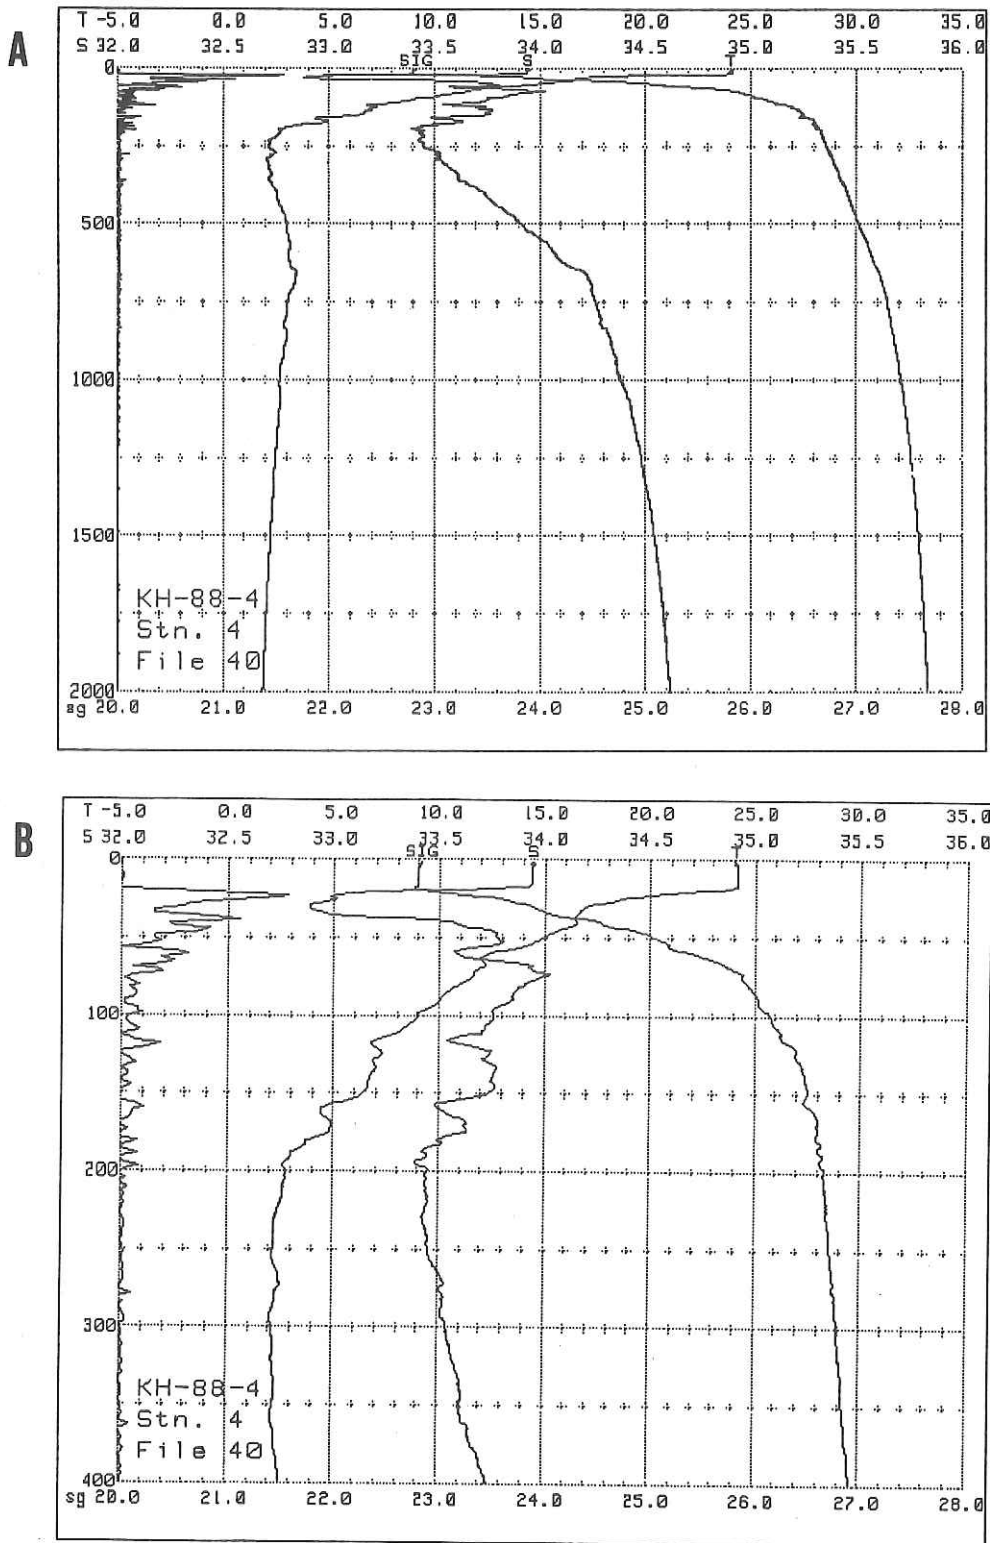 A
T -5.0 0.0 5.0 10.0 15.0 20.0 25.0 30.0 35.0
S 32.0 32.5 33.0 33.5 34.0 34.5 35.0 35.5 36.0
SIG S T
0
500
1000
1500
KH-88-4
Stn. 4
File 40
2000
sg 20.0 21.0 22.0 23.0 24.0 25.0 26.0 27.0 28.0
B
T -5.0 0.0 5.0 10.0 15.0 20.0 25.0 30.0 35.0
S 32.0 32.5 33.0 33.5 34.0 34.5 35.0 35.5 36.0
SIG S T
0
100
200
300
KH-88-4
Stn. 4
File 40
400
sg 20.0 21.0 22.0 23.0 24.0 25.0 26.0 27.0 28.0